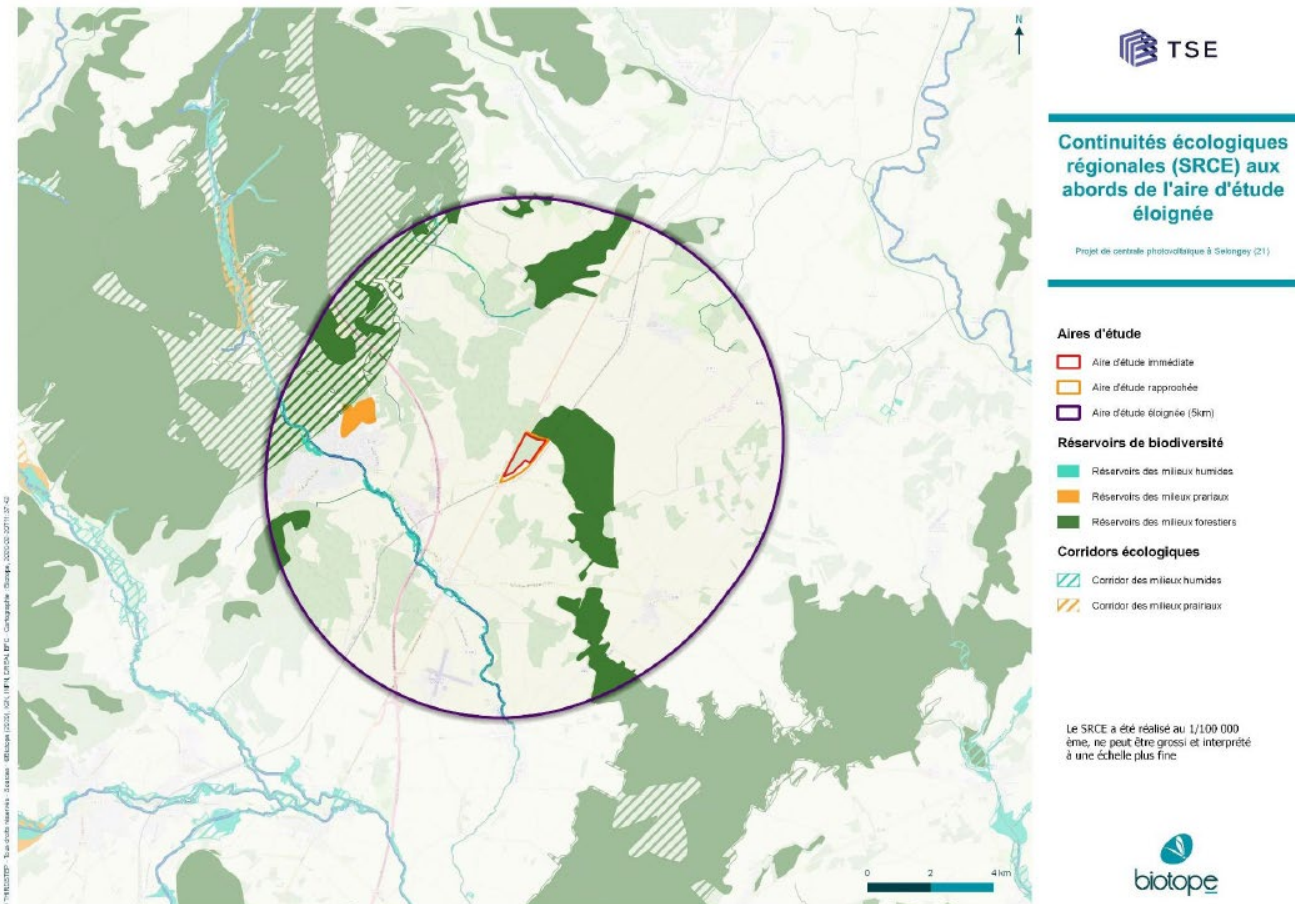 N
TSE
Continuités écologiques
régionales (SRCE) aux
abords de l'aire d'étude
éloignée
Projet de centrale photovoltaïque à Selongey (21)
Aires d'étude
Aire d'étude immédiate
Aire d'étude rapprochée
Aire d'étude éloignée (5km)
Réservoirs de biodiversité
Réservoirs des milieux humides
Réservoirs des milieux prairiaux
Réservoirs des milieux forestiers
Corridors écologiques
Corridor des milieux humides
Corridor des milieux prairiaux
Le SRCE a été réalisé au 1/100 000
ème, ne peut être grossi et interprété
à une échelle plus fine
0 2 4 km
biotope